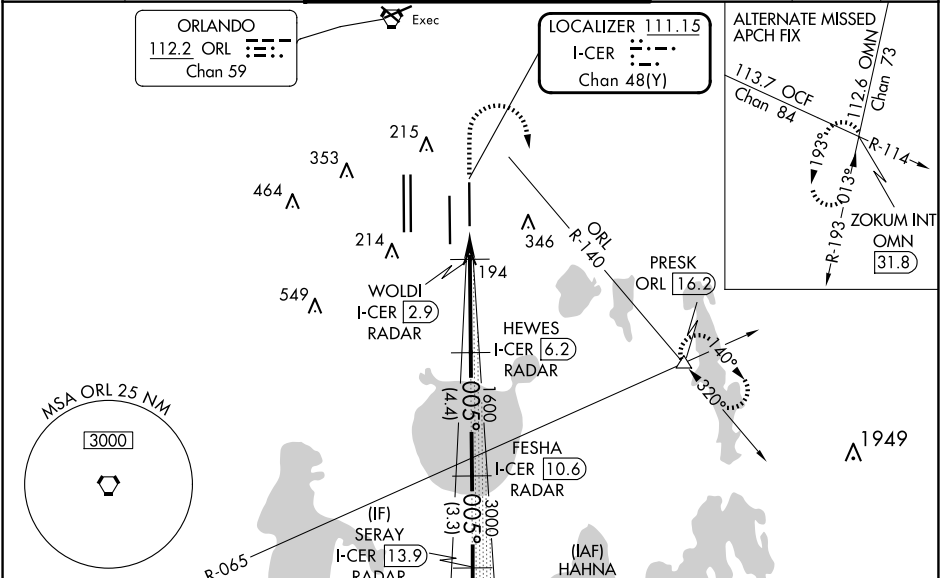 ORLANDO
112.2 ORL
Chan 59
Exec
LOCALIZER 111.15
I-CER
Chan 48(Y)
ALTERNATE MISSED
APCH FIX
113.7 OCF
Chan 84
112.6 OMN
Chan 73
R-114
193°
013°
R-193
ZOKUM INT
OMN
31.8
215
353
464
214
549
346
194
ORL
R-140
PRESK
ORL 16.2
WOLDI
I-CER 2.9
RADAR
HEWES
I-CER 6.2
RADAR
140°
320°
MSA ORL 25 NM
3000
005°
1600
(4.4)
FESHA
I-CER 10.6
RADAR
1949
005°
3000
(3.3)
(IF)
SERAY
I-CER 13.9
RADAR
R-065
(IAF)
HAHNA